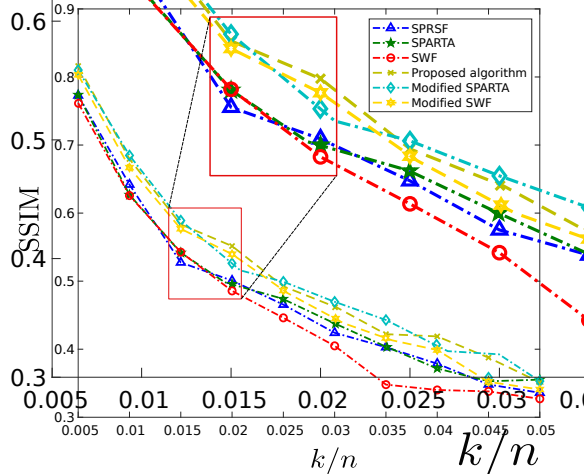 0.9
0.6
SPRSF
SPARTA
SWF
Proposed algorithm
Modified SPARTA
Modified SWF
0.8
0.5
0.7
0.6
SSIM
0.4
0.5
0.4
0.3
0.005 0.01 0.015 0.02 0.025 0.03
0.3
0.005 0.01 0.015 0.02 0.025 0.03 0.035 0.04 0.045 0.05
k/n k/n